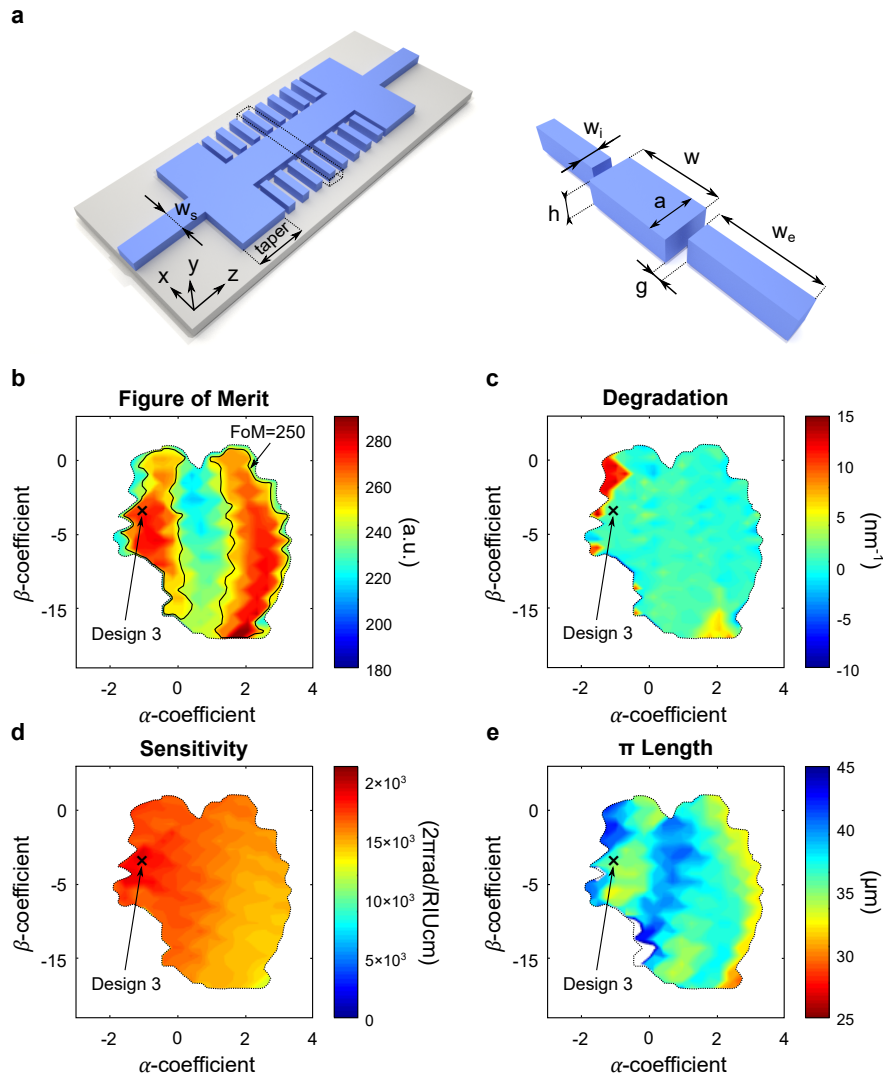 a
w_s
taper
x
y
z
w_i
w
a
h
w_e
g
b
Figure of Merit
FoM=250
Design 3
0
-5
-15
β-coefficient
-2
0
2
4
α-coefficient
280
260
240
220
200
180
(a.u.)
c
Degradation
Design 3
0
-5
-15
β-coefficient
-2
0
2
4
α-coefficient
15
10
5
0
-5
-10
(nm⁻¹)
d
Sensitivity
Design 3
0
-5
-15
β-coefficient
-2
0
2
4
α-coefficient
2×10³
15×10³
10×10³
5×10³
0
(2πrad/RIUcm)
e
π Length
Design 3
0
-5
-15
β-coefficient
-2
0
2
4
α-coefficient
45
40
35
30
25
(µm)